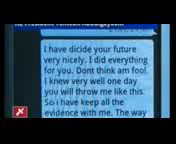 I have dicide your future
very nicely. I did everything
for you. Dont think am fool.
I knew very well one day
you will throw me like this.
So i have keep all the
evidence with me. The way